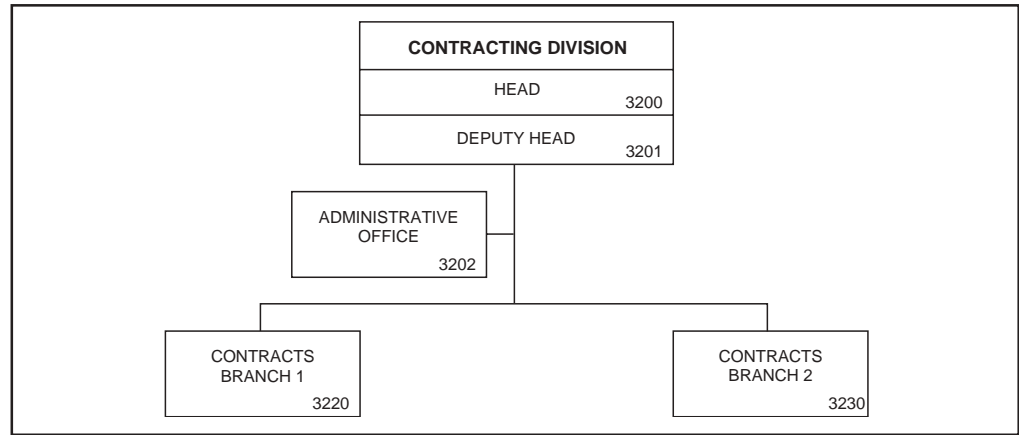 CONTRACTING DIVISION
HEAD
3200
DEPUTY HEAD
3201
ADMINISTRATIVE
OFFICE
3202
CONTRACTS
BRANCH 1
3220
CONTRACTS
BRANCH 2
3230